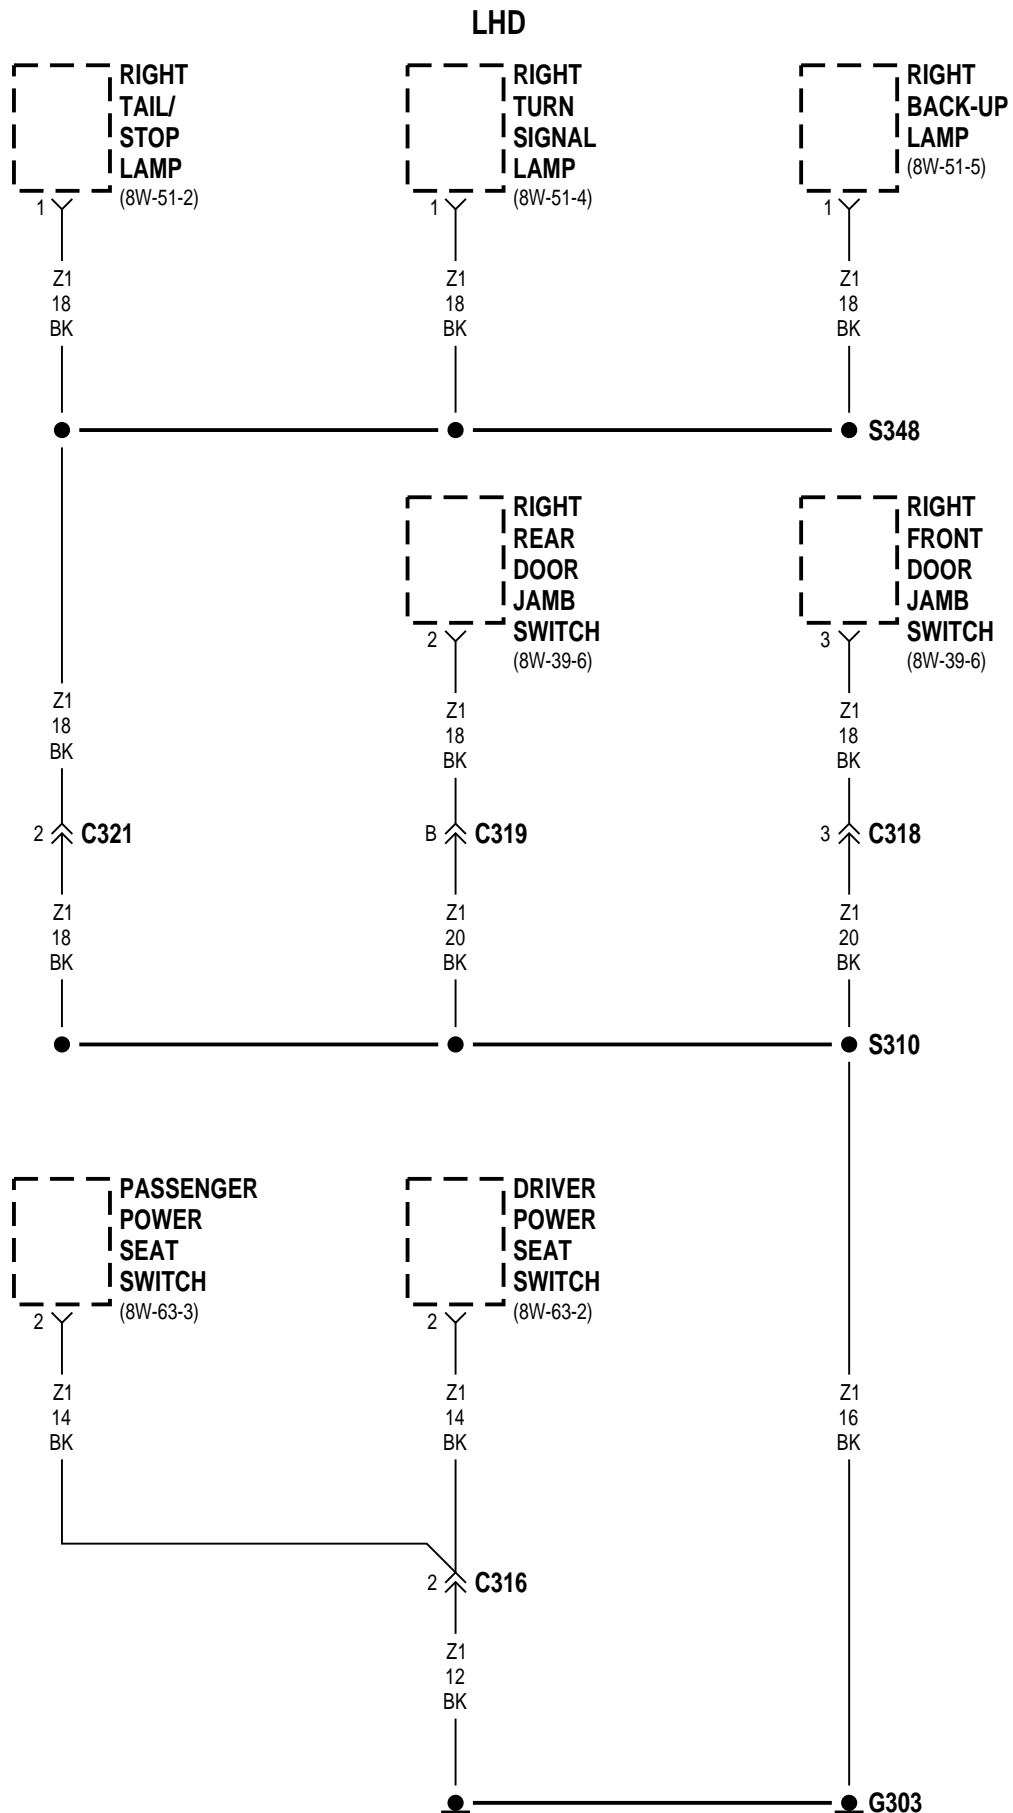 LHD
RIGHT
TAIL/
STOP
LAMP
(8W-51-2)
1
Z1
18
BK
RIGHT
TURN
SIGNAL
LAMP
(8W-51-4)
1
Z1
18
BK
RIGHT
BACK-UP
LAMP
(8W-51-5)
1
Z1
18
BK
S348
RIGHT
REAR
DOOR
JAMB
SWITCH
(8W-39-6)
2
RIGHT
FRONT
DOOR
JAMB
SWITCH
(8W-39-6)
3
Z1
18
BK
Z1
18
BK
Z1
18
BK
2 C321
B C319
3 C318
Z1
18
BK
Z1
20
BK
Z1
20
BK
S310
PASSENGER
POWER
SEAT
SWITCH
(8W-63-3)
2
DRIVER
POWER
SEAT
SWITCH
(8W-63-2)
2
Z1
14
BK
Z1
14
BK
Z1
16
BK
2 C316
Z1
12
BK
G303